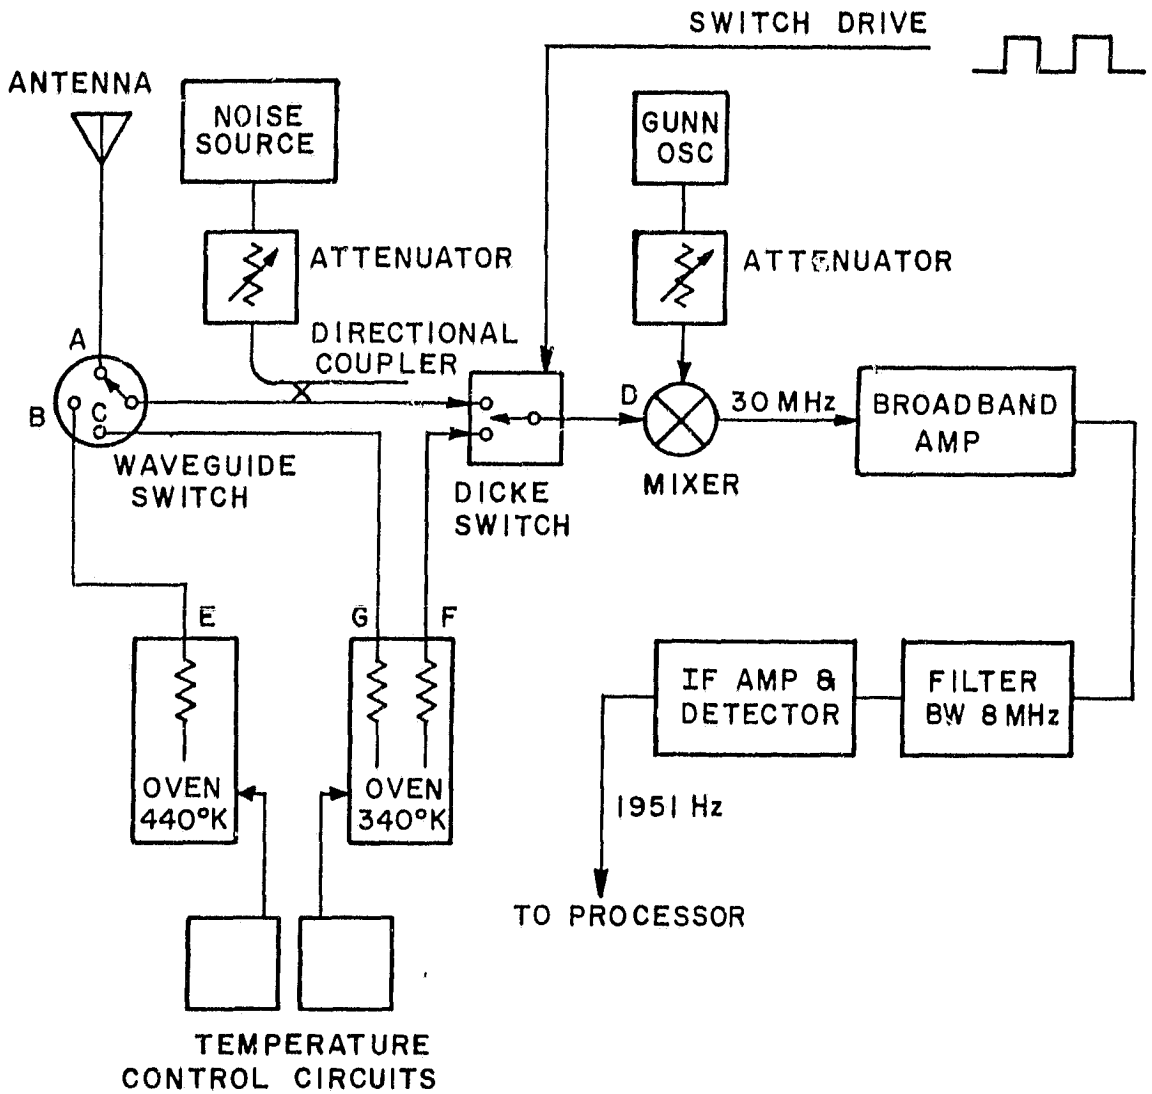 SWITCH DRIVE
ANTENNA
NOISE
SOURCE
GUNN
OSC
ATTENUATOR
ATTENUATOR
DIRECTIONAL
COUPLER
A
B
C
D
30 MHz
BROADBAND
AMP
WAVEGUIDE
SWITCH
DICKE
SWITCH
MIXER
E
G
F
IF AMP &
DETECTOR
FILTER
BW 8 MHz
OVEN
440°K
OVEN
340°K
1951 Hz
TO PROCESSOR
TEMPERATURE
CONTROL CIRCUITS